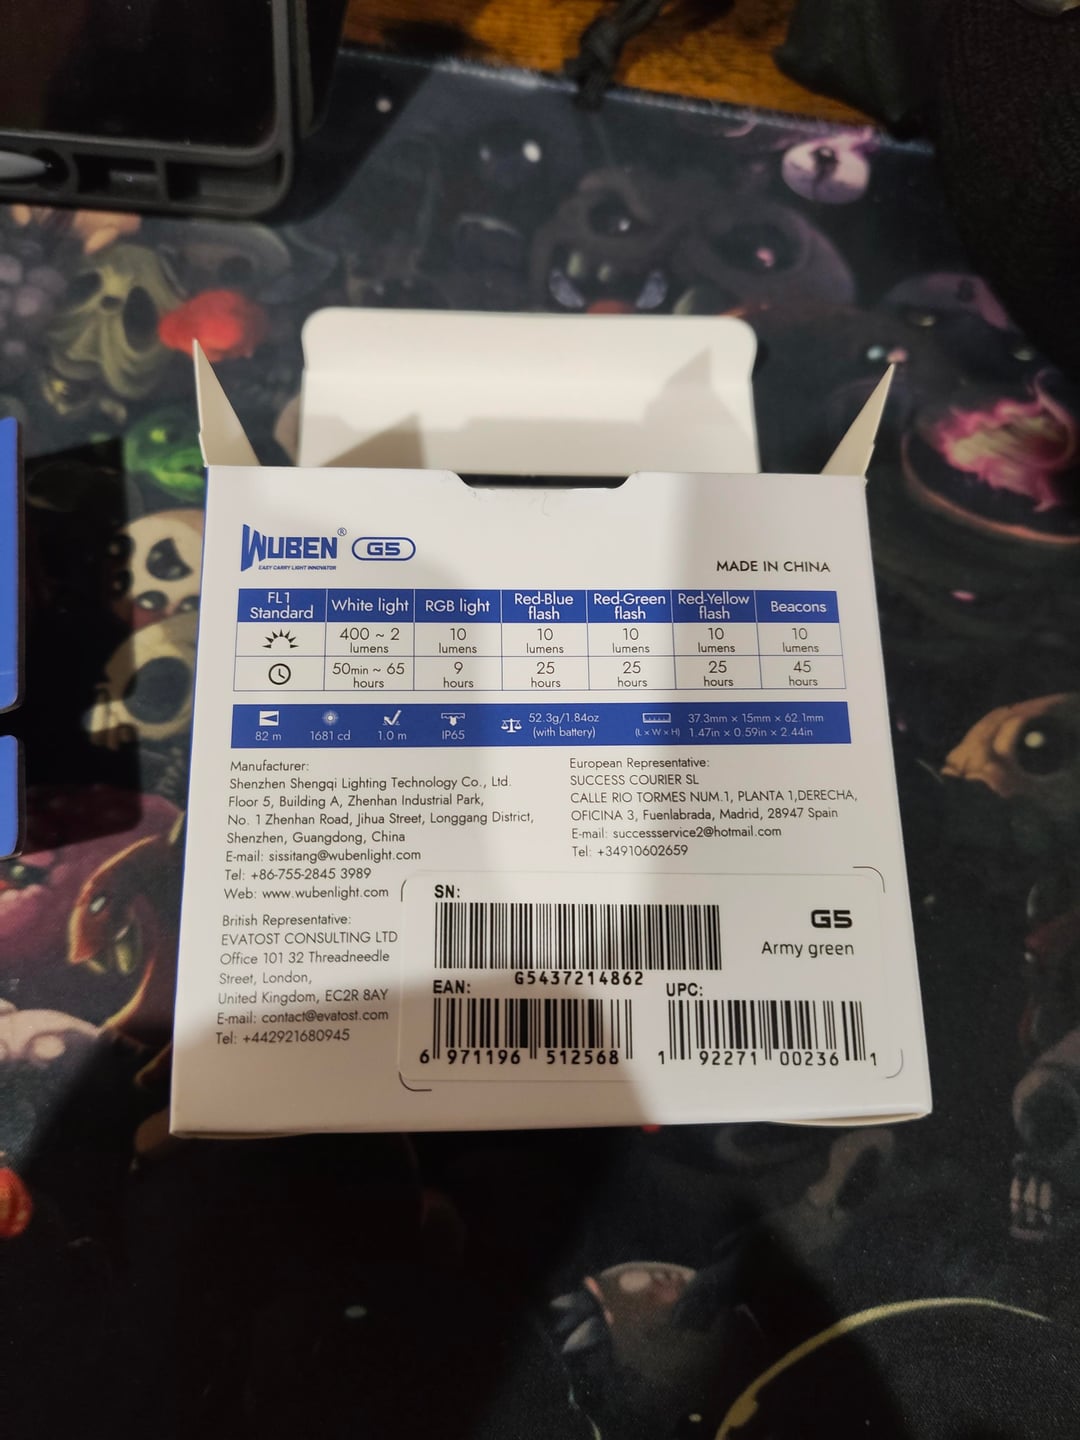 WUBEN® G5
EASY CARRY LIGHT INNOVATOR
MADE IN CHINA
FL1 Standard White light RGB light Red-Blue flash Red-Green flash Red-Yellow flash Beacons
400 ~ 2 lumens 10 lumens 10 lumens 10 lumens 10 lumens 10 lumens
50min ~ 65 hours 9 hours 25 hours 25 hours 25 hours 45 hours
82 m 1681 cd 1.0 m IP65 52.3g/1.84oz (with battery) (L x W x H) 37.3mm × 15mm × 62.1mm 1.47in × 0.59in × 2.44in
Manufacturer:
Shenzhen Shengqi Lighting Technology Co., Ltd.
Floor 5, Building A, Zhenhan Industrial Park,
No. 1 Zhenhan Road, Jihua Street, Longgang District,
Shenzhen, Guangdong, China
E-mail: sissitang@wubenlight.com
Tel: +86-755-2845 3989
Web: www.wubenlight.com
British Representative:
EVATOST CONSULTING LTD
Office 101 32 Threadneedle
Street, London,
United Kingdom, EC2R 8AY
E-mail: contact@evatost.com
Tel: +442921680945
European Representative:
SUCCESS COURIER SL
CALLE RIO TORMES NUM.1, PLANTA 1,DERECHA,
OFICINA 3, Fuenlabrada, Madrid, 28947 Spain
E-mail: successservice2@hotmail.com
Tel: +34910602659
SN:
G5437214862
G5
Army green
EAN:
6 971196 512568
UPC:
1 92271 00236 1